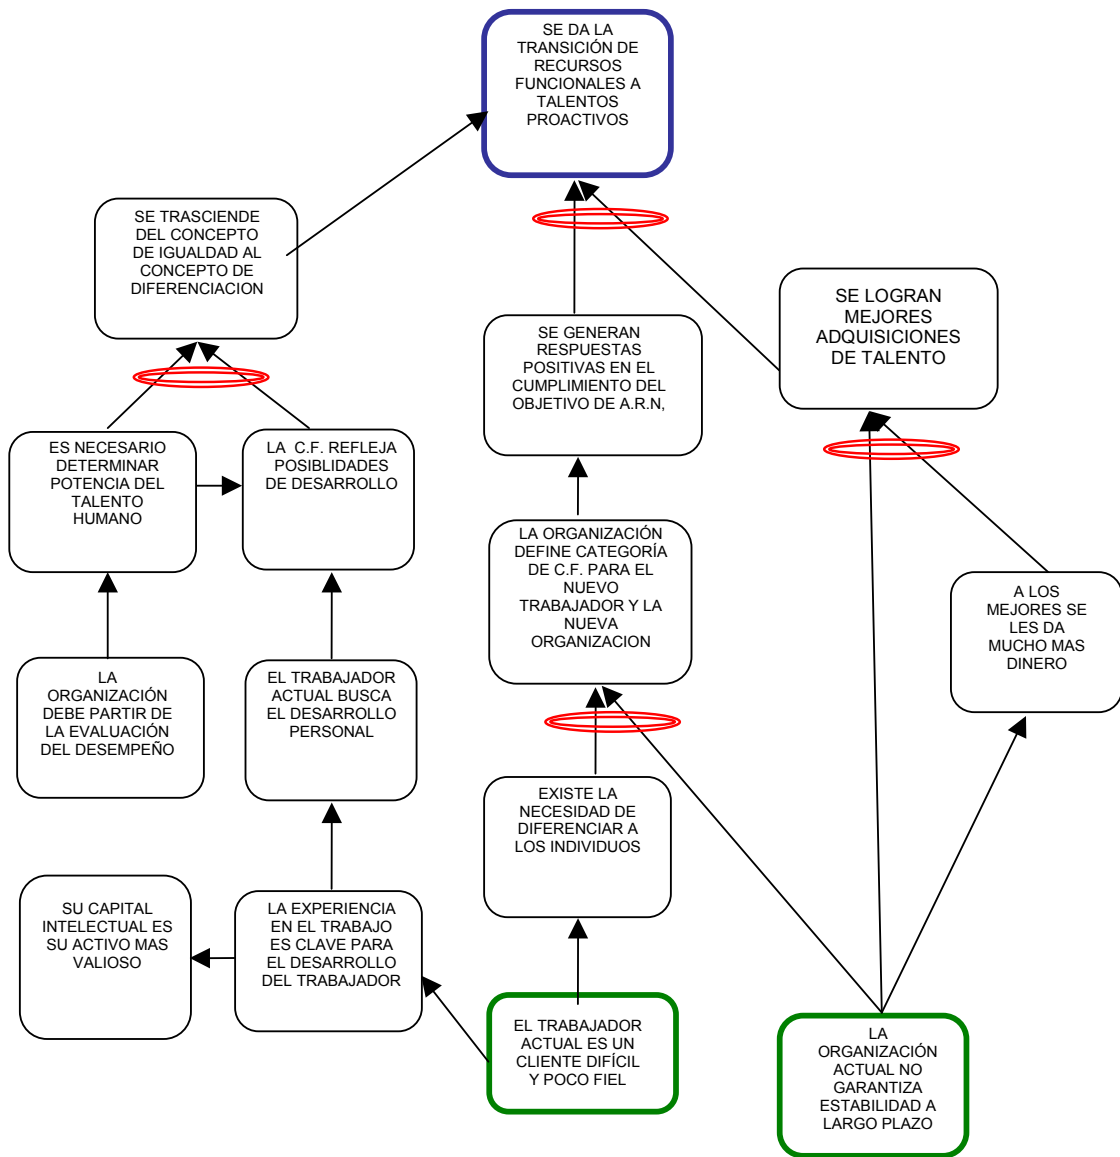 SE DA LA
TRANSICIÓN DE
RECURSOS
FUNCIONALES A
TALENTOS
PROACTIVOS
SE TRASCIENDE
DEL CONCEPTO
DE IGUALDAD AL
CONCEPTO DE
DIFERENCIACION
SE LOGRAN
MEJORES
ADQUISICIONES
DE TALENTO
SE GENERAN
RESPUESTAS
POSITIVAS EN EL
CUMPLIMIENTO DEL
OBJETIVO DE A.R.N,
ES NECESARIO
DETERMINAR
POTENCIA DEL
TALENTO
HUMANO
LA C.F. REFLEJA
POSIBLIDADES
DE DESARROLLO
LA ORGANIZACIÓN
DEFINE CATEGORÍA
DE C.F. PARA EL
NUEVO
TRABAJADOR Y LA
NUEVA
ORGANIZACION
A LOS
MEJORES SE
LES DA
MUCHO MAS
DINERO
LA
ORGANIZACIÓN
DEBE PARTIR DE
LA EVALUACIÓN
DEL DESEMPEÑO
EL TRABAJADOR
ACTUAL BUSCA
EL DESARROLLO
PERSONAL
EXISTE LA
NECESIDAD DE
DIFERENCIAR A
LOS INDIVIDUOS
SU CAPITAL
INTELECTUAL ES
SU ACTIVO MAS
VALIOSO
LA EXPERIENCIA
EN EL TRABAJO
ES CLAVE PARA
EL DESARROLLO
DEL TRABAJADOR
EL TRABAJADOR
ACTUAL ES UN
CLIENTE DIFÍCIL
Y POCO FIEL
LA
ORGANIZACIÓN
ACTUAL NO
GARANTIZA
ESTABILIDAD A
LARGO PLAZO